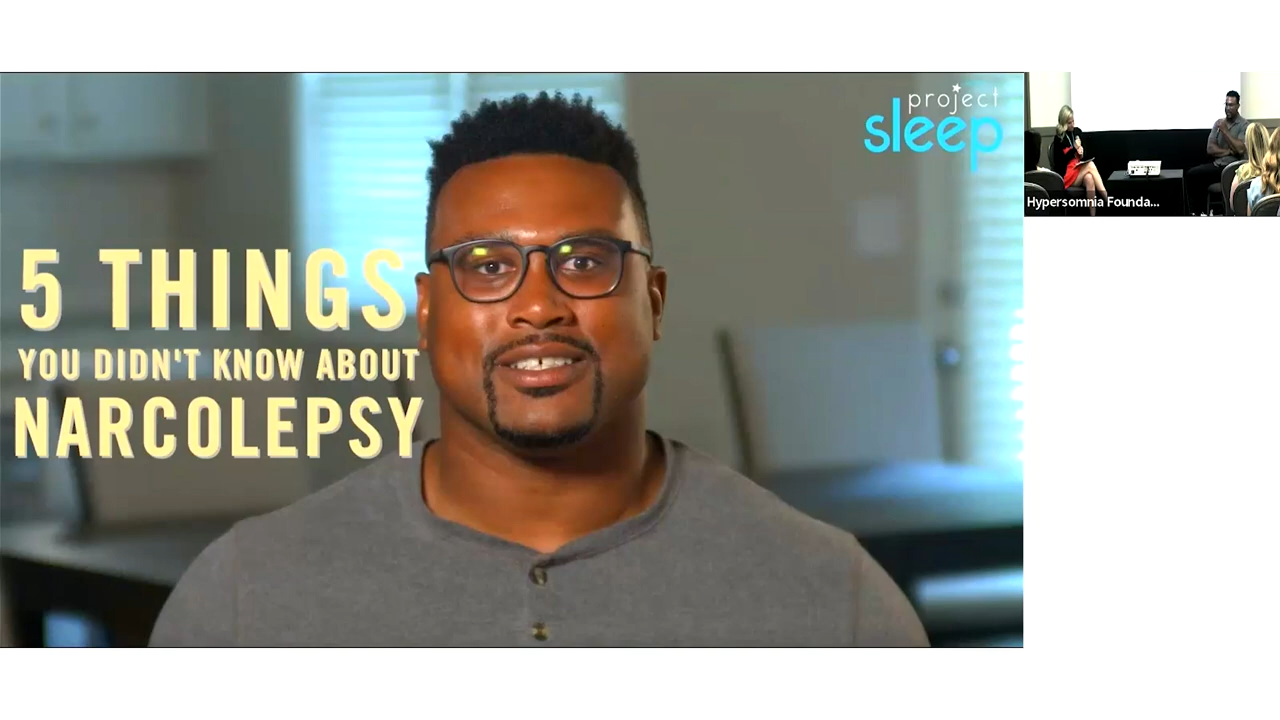 project
sleep
5 THINGS
YOU DIDN'T KNOW ABOUT
NARCOLEPSY
Hypersomnia Founda...